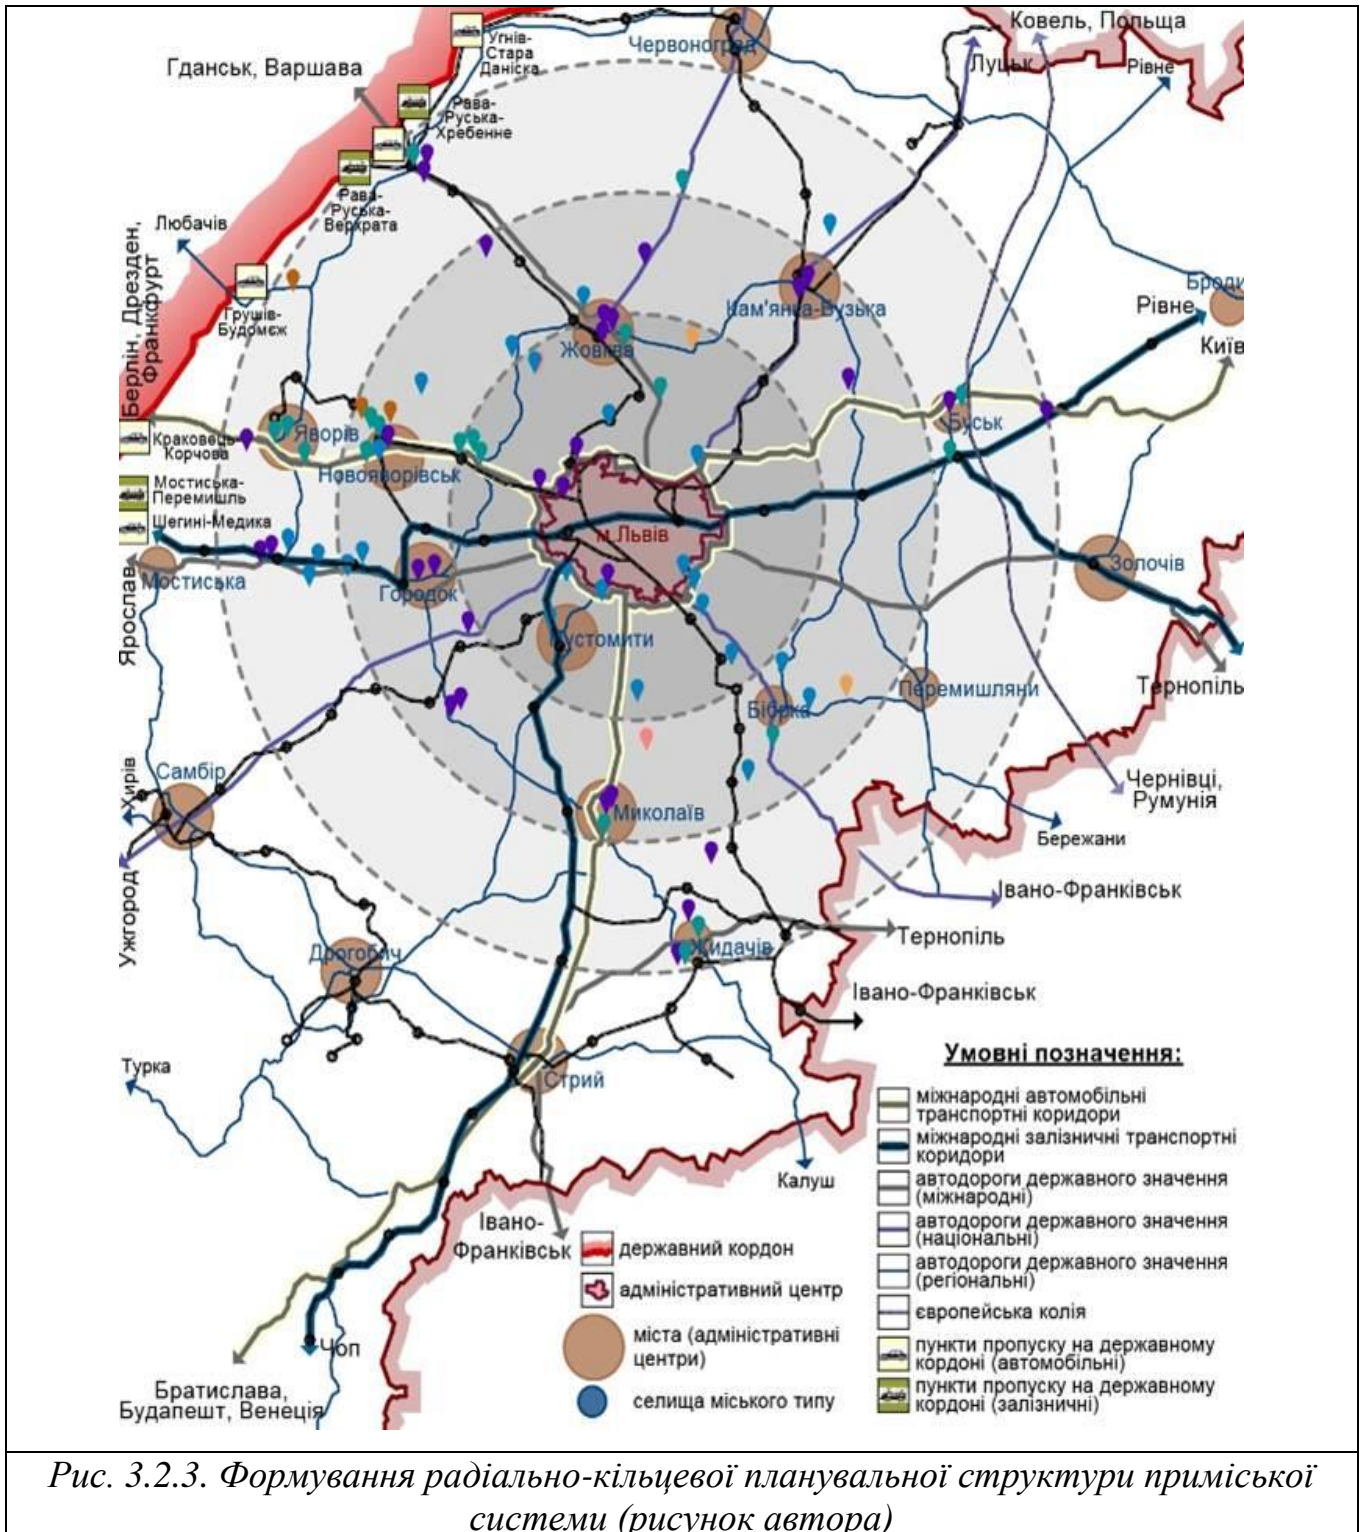 Ковель, Польща
Червоноград
Угнів-
Стара
Даніска
Луцьк
Рівне
Гданськ, Варшава
Рава-
Руська-
Хребенне
Рава-
Руська-
Верхрата
Любачів
Берлін, Дрезден,
Франкфурт
Грушів-
Будомєж
Броди
Рівне
Кам'янка-Бузька
Жовква
Київ
Яворів
Краковець-
Корчова
Буськ
Новояворівськ
Мостиська-
Перемишль
Шегині-Медика
м.Львів
Мостиська
Городок
Золочів
Ярослав
Пустомити
Перемишляни
Тернопіль
Бібрка
Самбір
Хирів
Чернівці,
Румунія
Миколаїв
Бережани
Івано-Франківськ
Ужгород
Тернопіль
Дрогобич
Жидачів
Івано-Франківськ
Турка
Стрий
Калуш
Івано-
Франківськ
Чоп
Братислава,
Будапешт, Венеція
Умовні позначення:
міжнародні автомобільні
транспортні коридори
міжнародні залізничні транспортні
коридори
автодороги державного значення
(міжнародні)
автодороги державного значення
(національні)
автодороги державного значення
(регіональні)
європейська колія
пункти пропуску на державному
кордоні (автомобільні)
пункти пропуску на державному
кордоні (залізничні)
державний кордон
адміністративний центр
міста (адміністративні
центри)
селища міського типу
Рис. 3.2.3. Формування радіально-кільцевої планувальної структури приміської
системи (рисунок автора)